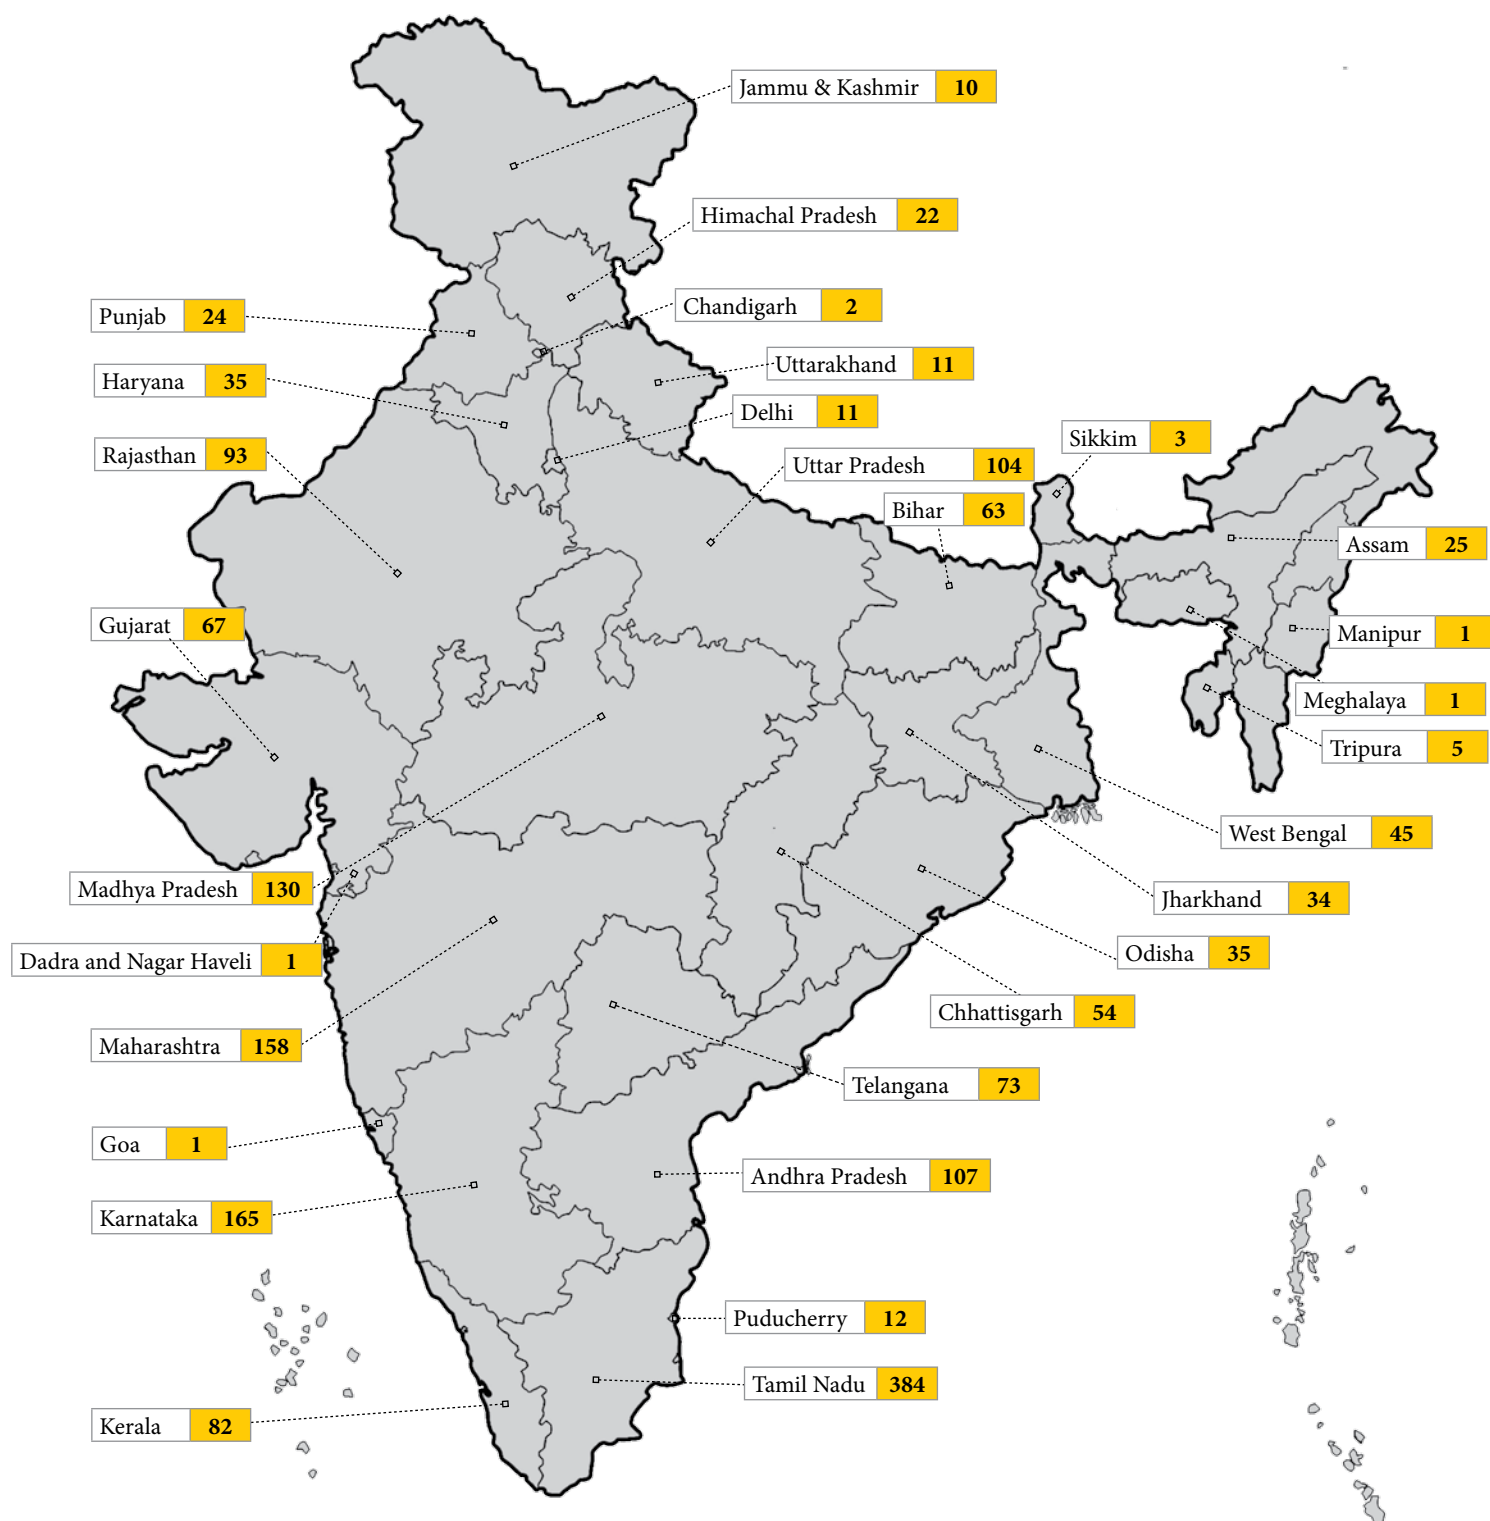 Jammu & Kashmir 10
Himachal Pradesh 22
Chandigarh 2
Punjab 24
Uttarakhand 11
Haryana 35
Delhi 11
Sikkim 3
Rajasthan 93
Uttar Pradesh 104
Bihar 63
Assam 25
Gujarat 67
Manipur 1
Meghalaya 1
Tripura 5
West Bengal 45
Madhya Pradesh 130
Jharkhand 34
Odisha 35
Dadra and Nagar Haveli 1
Chhattisgarh 54
Maharashtra 158
Telangana 73
Goa 1
Andhra Pradesh 107
Karnataka 165
Puducherry 12
Tamil Nadu 384
Kerala 82